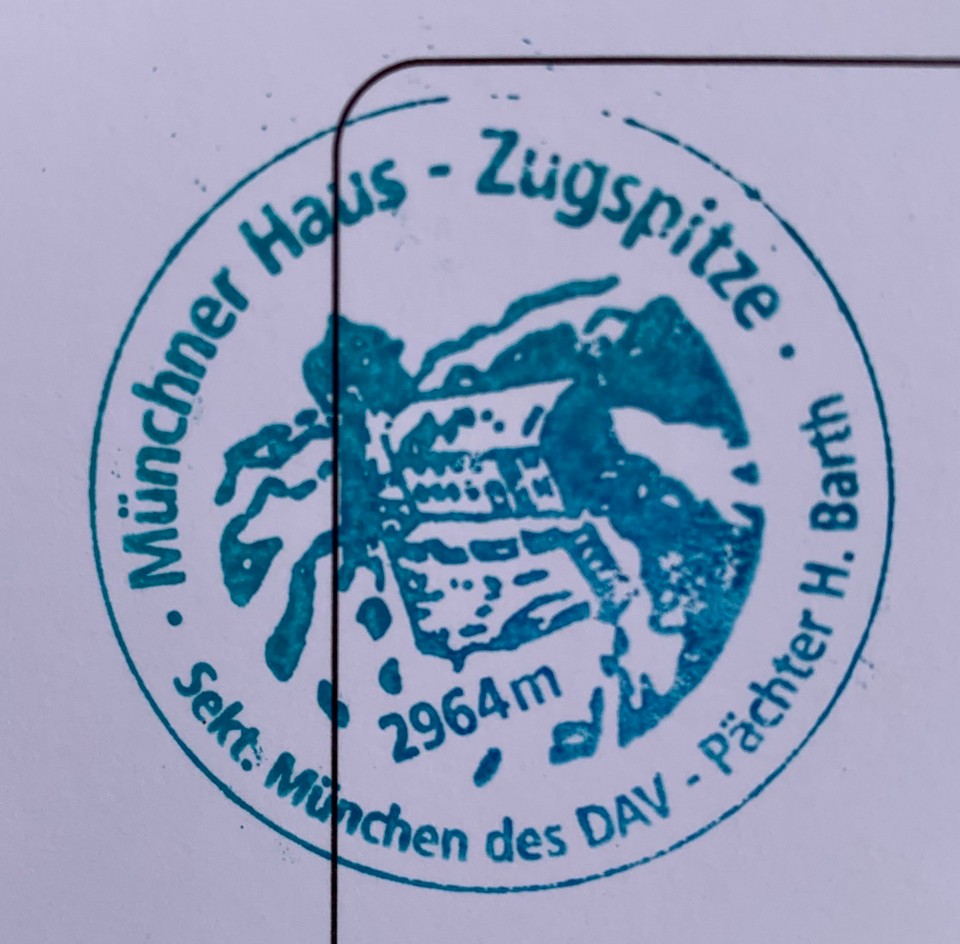 · Münchner Haus - Zugspitze ·
2964m
Sekt. München des DAV - Pächter H. Barth